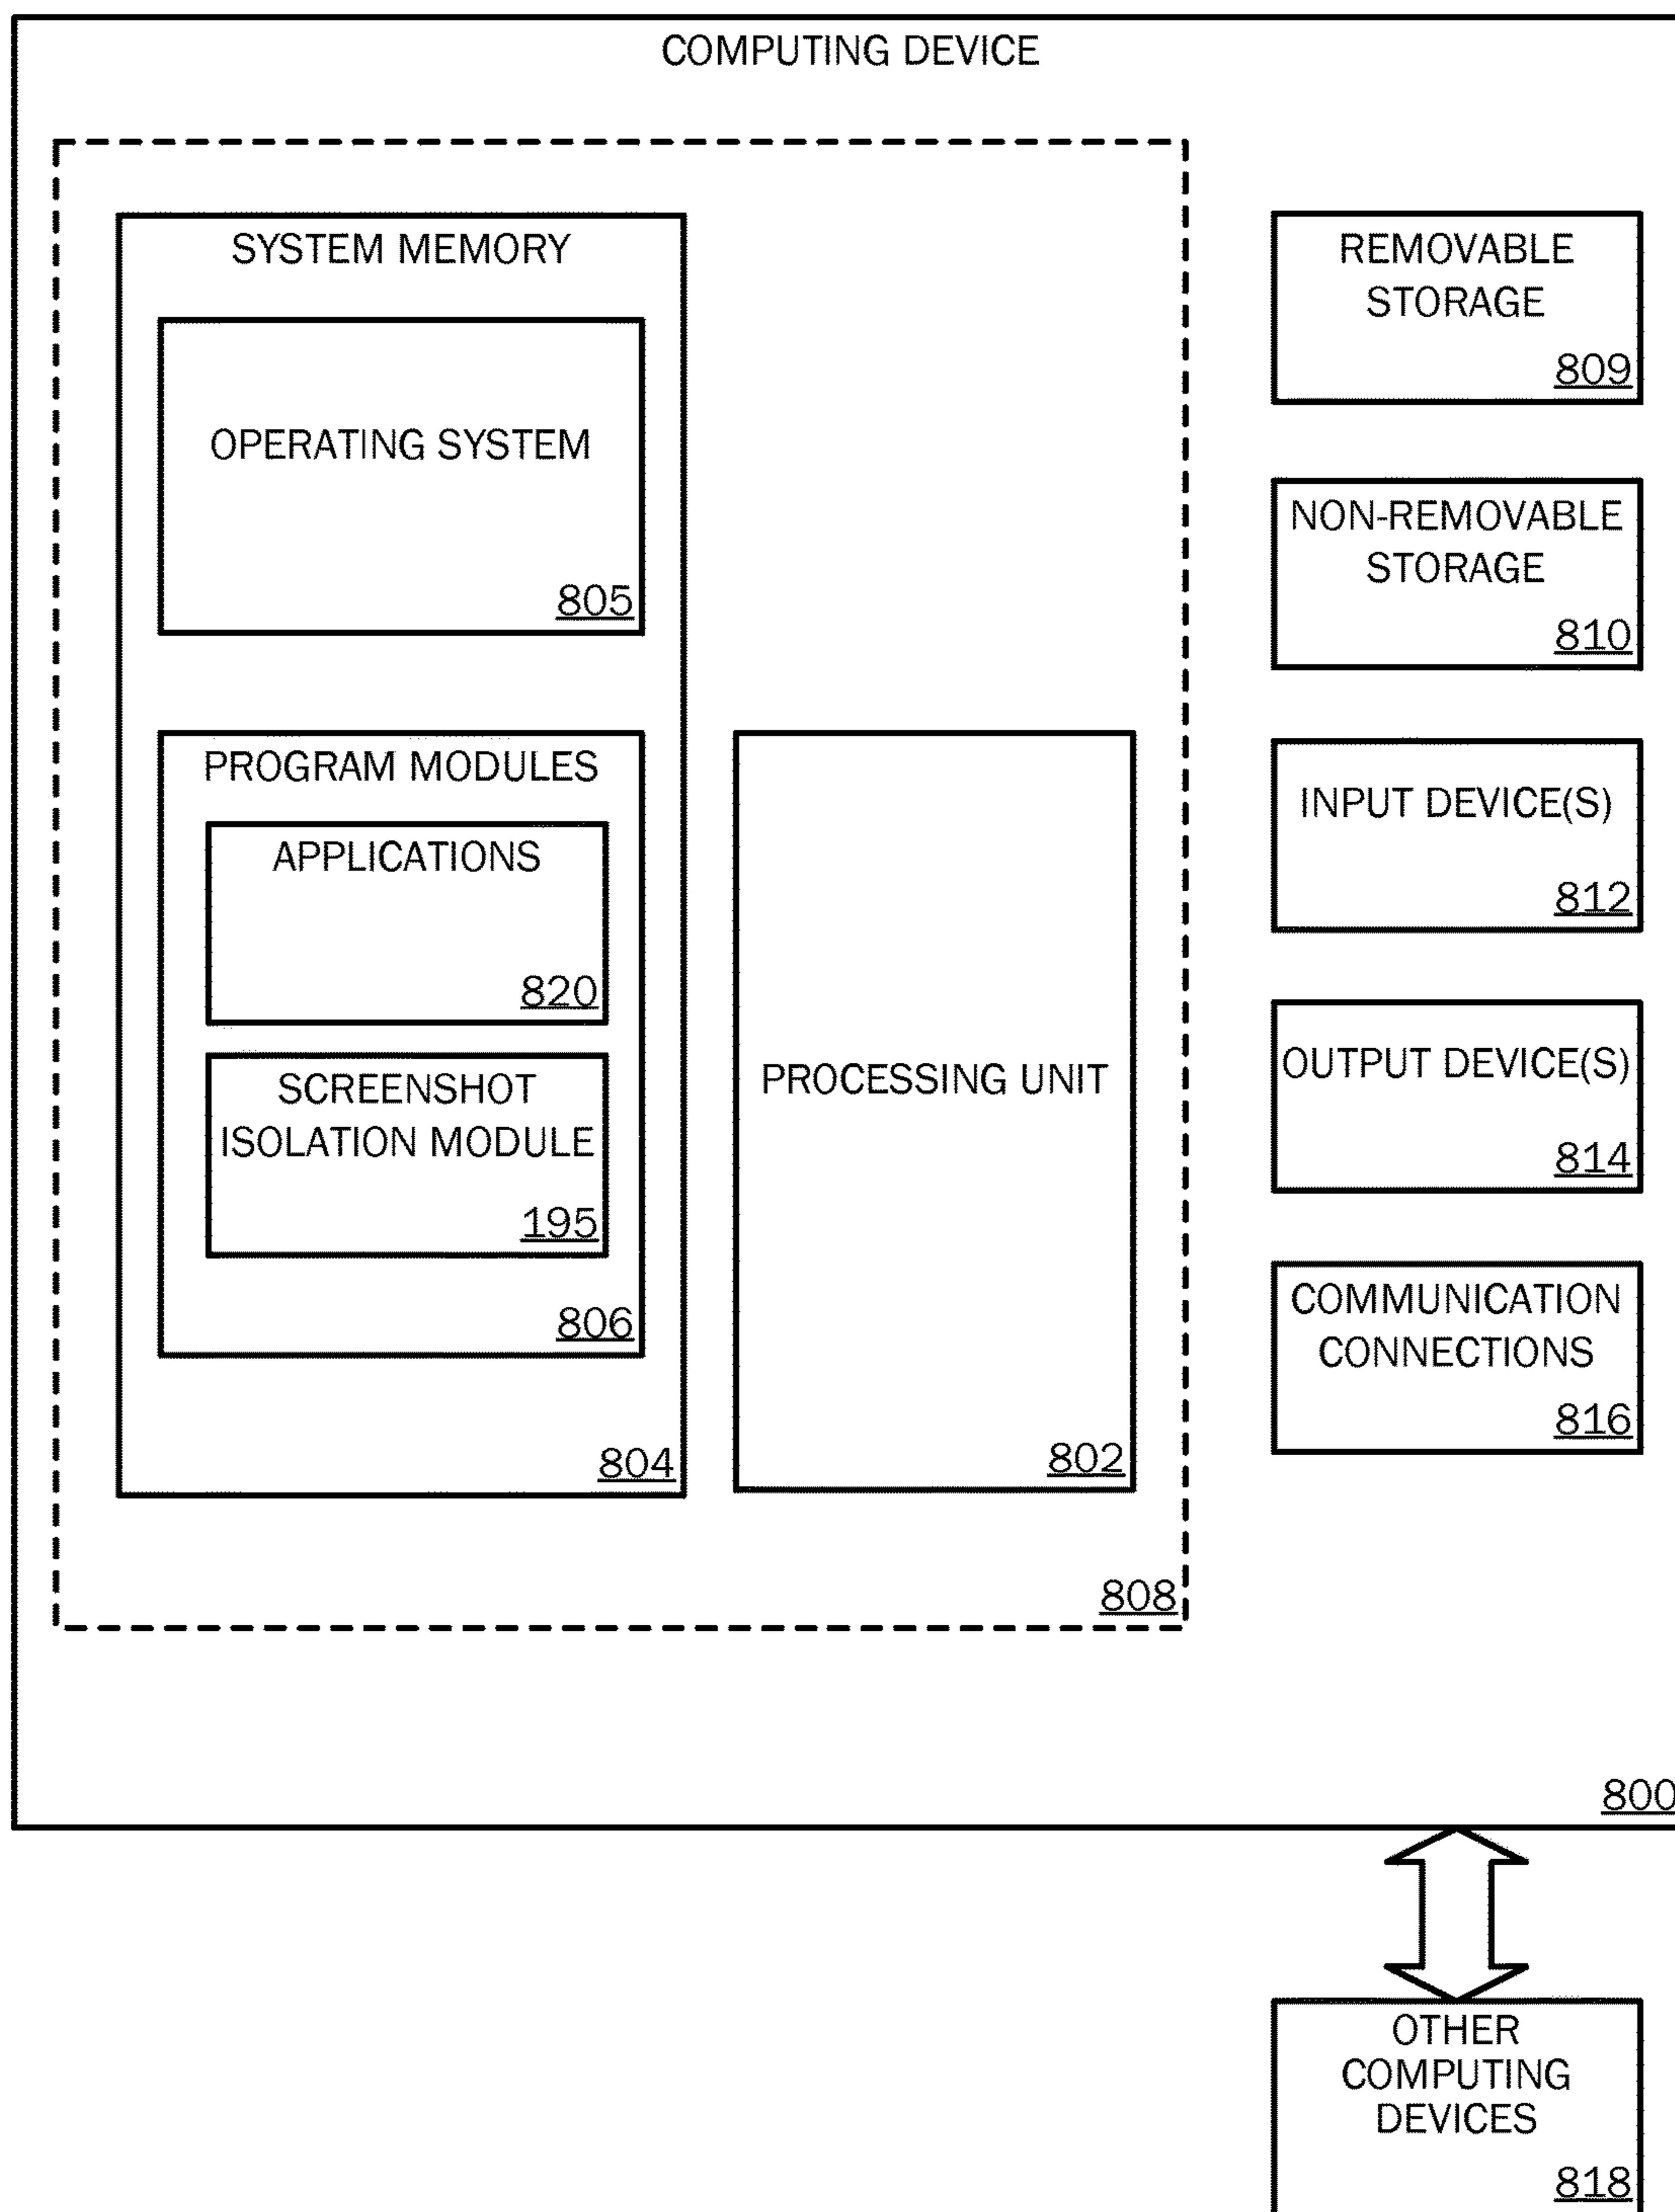 COMPUTING DEVICE
SYSTEM MEMORY
OPERATING SYSTEM
805
PROGRAM MODULES
APPLICATIONS
820
SCREENSHOT
ISOLATION MODULE
195
806
804
PROCESSING UNIT
802
808
REMOVABLE
STORAGE
809
NON-REMOVABLE
STORAGE
810
INPUT DEVICE(S)
812
OUTPUT DEVICE(S)
814
COMMUNICATION
CONNECTIONS
816
800
OTHER
COMPUTING
DEVICES
818